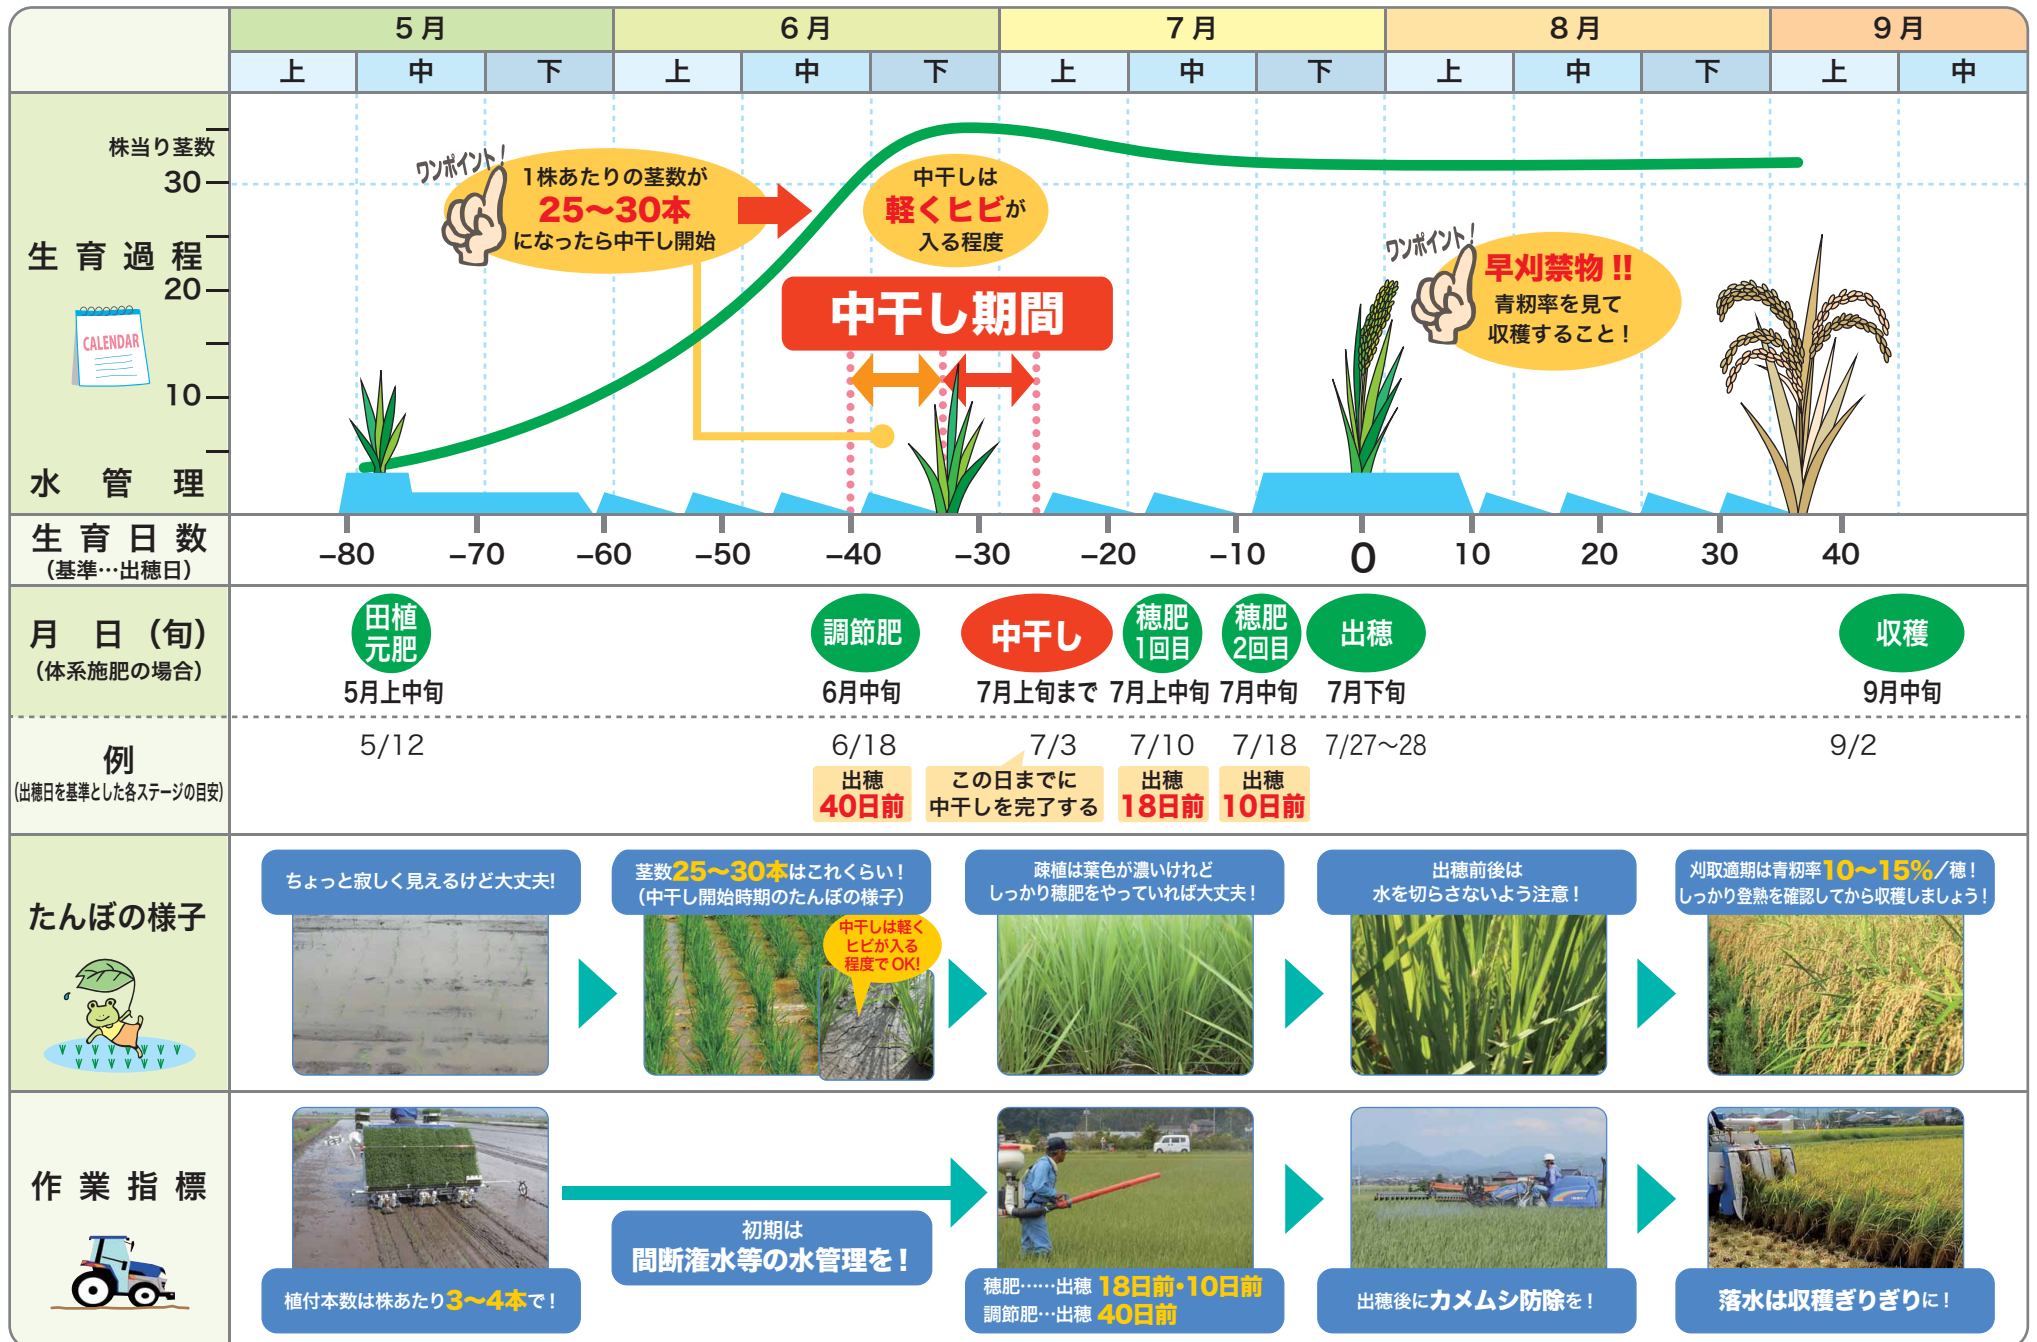 5月 6月 7月 8月 9月
上 中 下 上 中 下 上 中 下 上 中 下 上 中
株当り茎数
30
生育過程
20
CALENDAR
10
水管理
ワンポイント!
1株あたりの茎数が
25〜30本
になったら中干し開始
中干しは
軽くヒビが
入る程度
中干し期間
ワンポイント!
早刈禁物!!
青籾率を見て
収穫すること!
生育日数
(基準…出穂日)
−80 −70 −60 −50 −40 −30 −20 −10 0 10 20 30 40
月 日(旬)
(体系施肥の場合)
田植
元肥
5月上中旬
調節肥
6月中旬
中干し
7月上旬まで
穂肥
1回目
7月上中旬
穂肥
2回目
7月中旬
出穂
7月下旬
収穫
9月中旬
例
(出穂日を基準とした各ステージの目安)
5/12 6/18 7/3 7/10 7/18 7/27〜28 9/2
出穂
40日前
この日までに
中干しを完了する
出穂
18日前
出穂
10日前
たんぼの様子
ちょっと寂しく見えるけど大丈夫!
茎数25〜30本はこれくらい!
(中干し開始時期のたんぼの様子)
中干しは軽く
ヒビが入る
程度でOK!
疎植は葉色が濃いけれど
しっかり穂肥をやっていれば大丈夫!
出穂前後は
水を切らさないよう注意!
刈取適期は青籾率10〜15%/穂!
しっかり登熟を確認してから収穫しましょう!
作業指標
植付本数は株あたり3〜4本で!
初期は
間断潅水等の水管理を!
穂肥……出穂 18日前・10日前
調節肥…出穂 40日前
出穂後にカメムシ防除を!
落水は収穫ぎりぎりに!